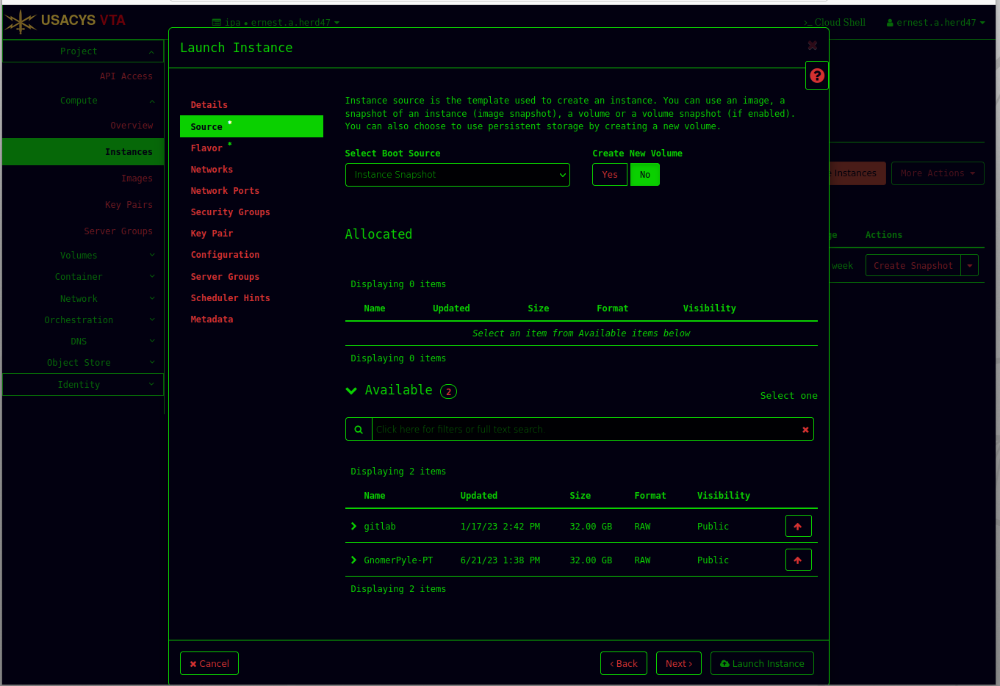 USACYS VTA
ipa • ernest.a.herd47
>_ Cloud Shell
ernest.a.herd47
Project
API Access
Compute
Overview
Instances
Images
Key Pairs
Server Groups
Volumes
Container
Network
Orchestration
DNS
Object Store
Identity
Launch Instance
Details
Source *
Flavor *
Networks
Network Ports
Security Groups
Key Pair
Configuration
Server Groups
Scheduler Hints
Metadata
Instance source is the template used to create an instance. You can use an image, a
snapshot of an instance (image snapshot), a volume or a volume snapshot (if enabled).
You can also choose to use persistent storage by creating a new volume.
Select Boot Source
Create New Volume
Instance Snapshot
Yes No
Allocated
Displaying 0 items
Name Updated Size Format Visibility
Select an item from Available items below
Displaying 0 items
Available 2
Select one
Click here for filters or full text search
Displaying 2 items
Name Updated Size Format Visibility
gitlab 1/17/23 2:42 PM 32.00 GB RAW Public
GnomerPyle-PT 6/21/23 1:38 PM 32.00 GB RAW Public
Displaying 2 items
Cancel
‹ Back
Next ›
Launch Instance
Instances
More Actions
Actions
week
Create Snapshot